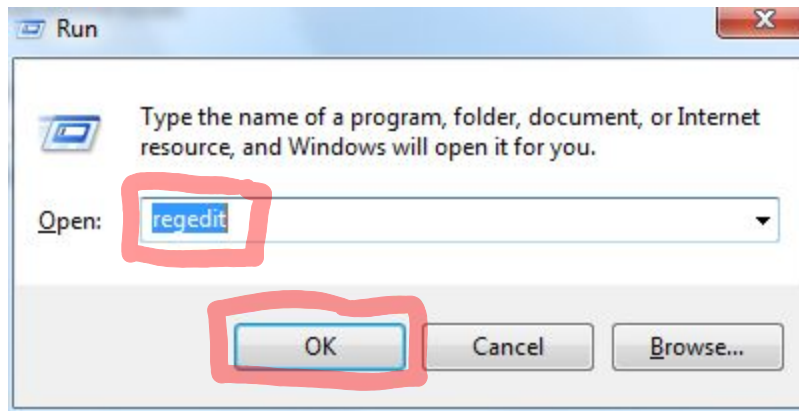 Run
Type the name of a program, folder, document, or Internet
resource, and Windows will open it for you.
Open: regedit
OK Cancel Browse...